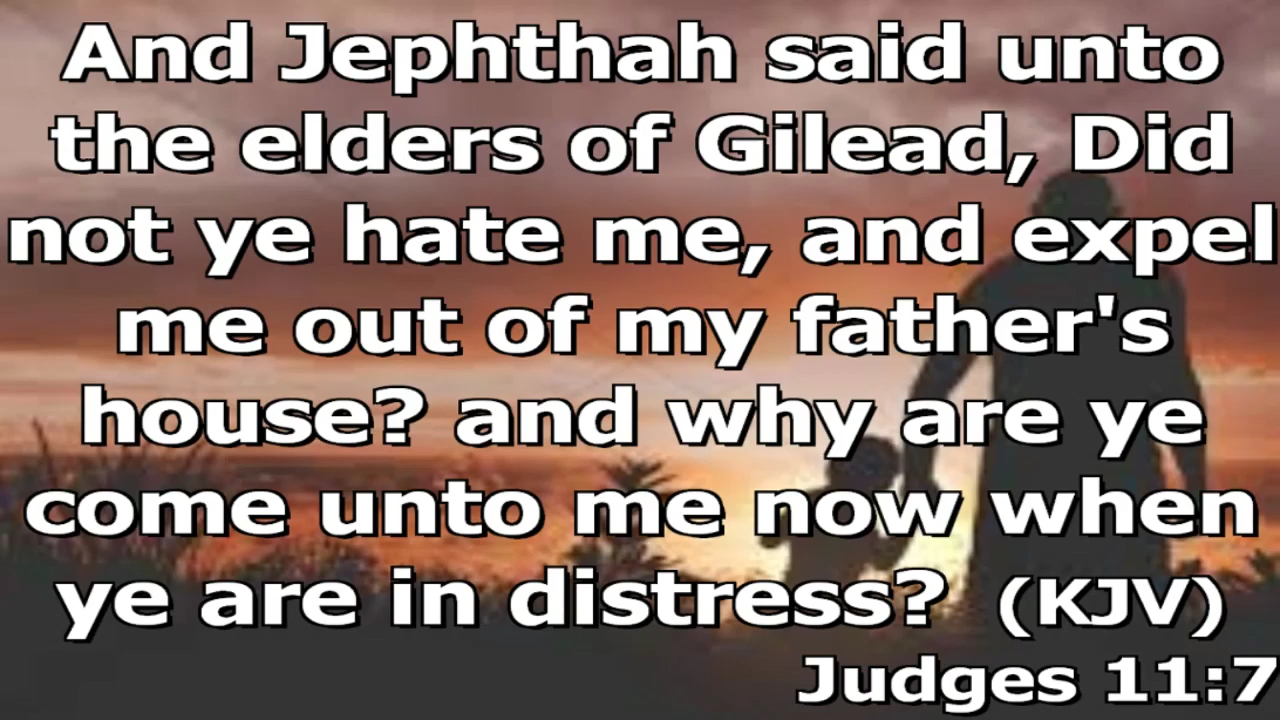 And Jephthah said unto
the elders of Gilead, Did
not ye hate me, and expel
me out of my father's
house? and why are ye
come unto me now when
ye are in distress? (KJV)
Judges 11:7